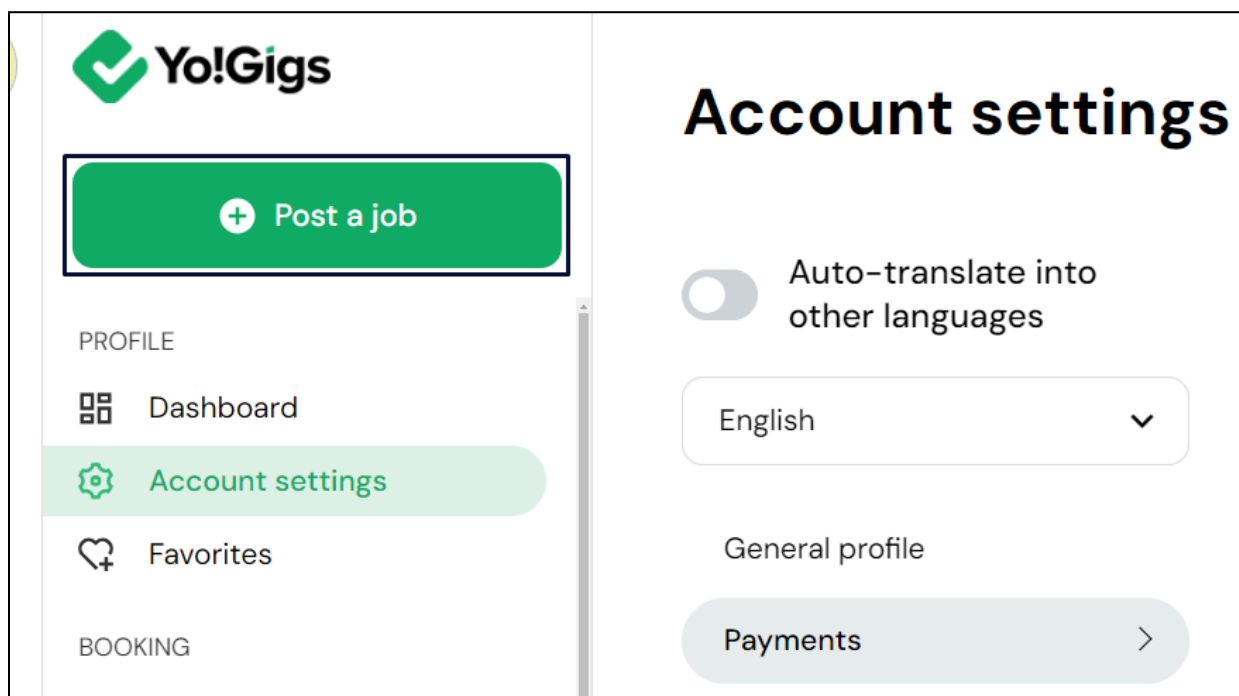 Yo!Gigs
Post a job
PROFILE
Dashboard
Account settings
Favorites
BOOKING
Account settings
Auto-translate into
other languages
English
General profile
Payments